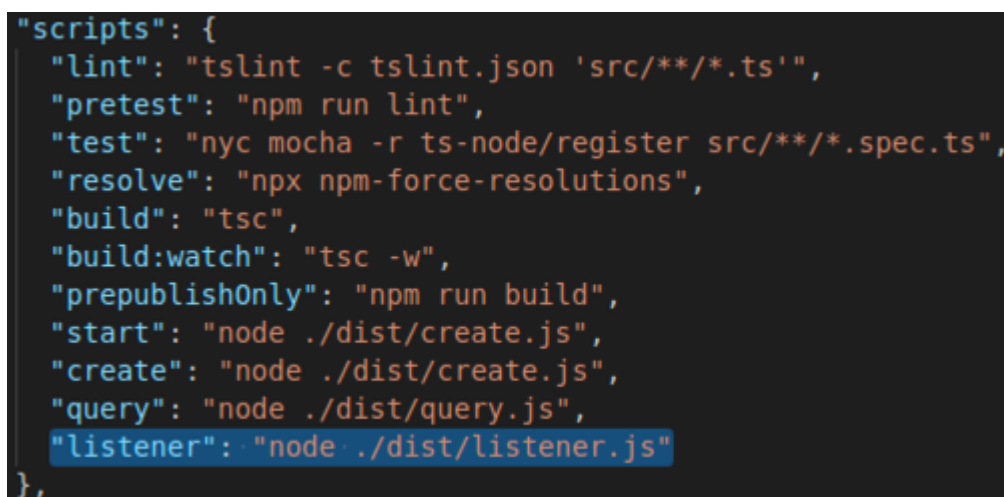 "scripts": {
"lint": "tslint -c tslint.json 'src/**/*.ts'",
"pretest": "npm run lint",
"test": "nyc mocha -r ts-node/register src/**/*.spec.ts",
"resolve": "npx npm-force-resolutions",
"build": "tsc",
"build:watch": "tsc -w",
"prepublishOnly": "npm run build",
"start": "node ./dist/create.js",
"create": "node ./dist/create.js",
"query": "node ./dist/query.js",
"listener": "node ./dist/listener.js"
},